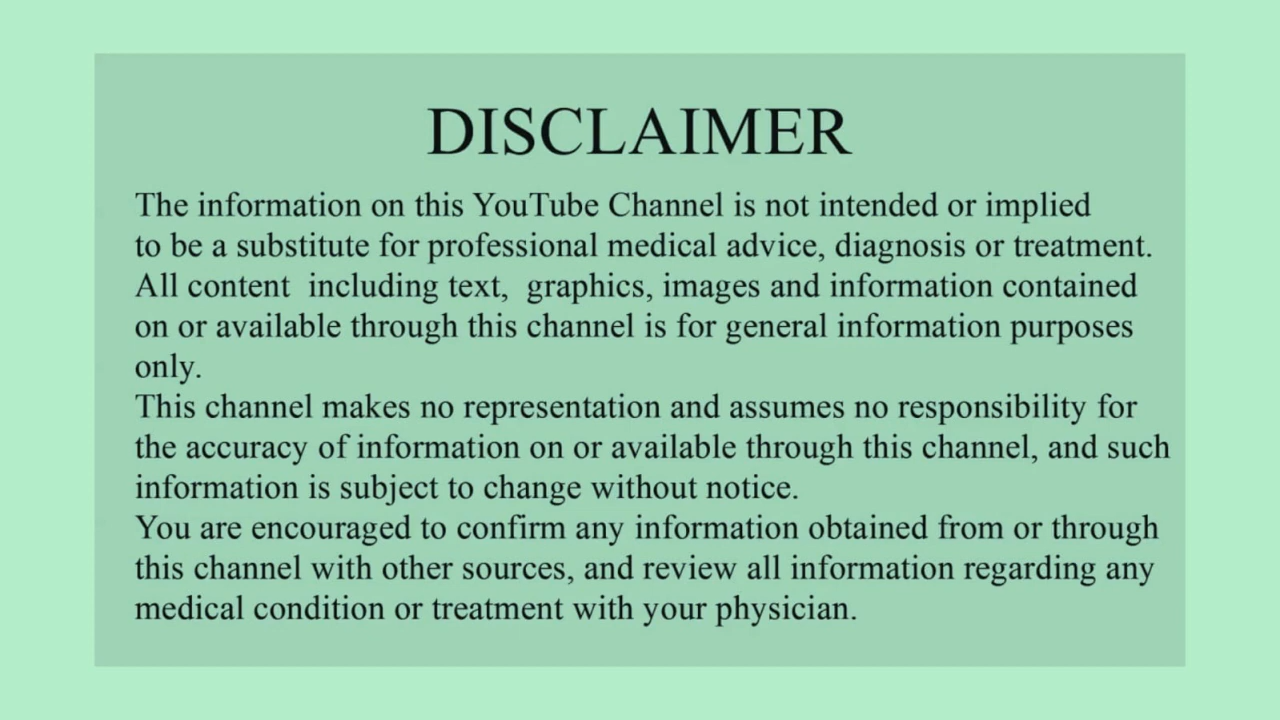 DISCLAIMER
The information on this YouTube Channel is not intended or implied
to be a substitute for professional medical advice, diagnosis or treatment.
All content  including text,  graphics, images and information contained
on or available through this channel is for general information purposes
only.
This channel makes no representation and assumes no responsibility for
the accuracy of information on or available through this channel, and such
information is subject to change without notice.
You are encouraged to confirm any information obtained from or through
this channel with other sources, and review all information regarding any
medical condition or treatment with your physician.